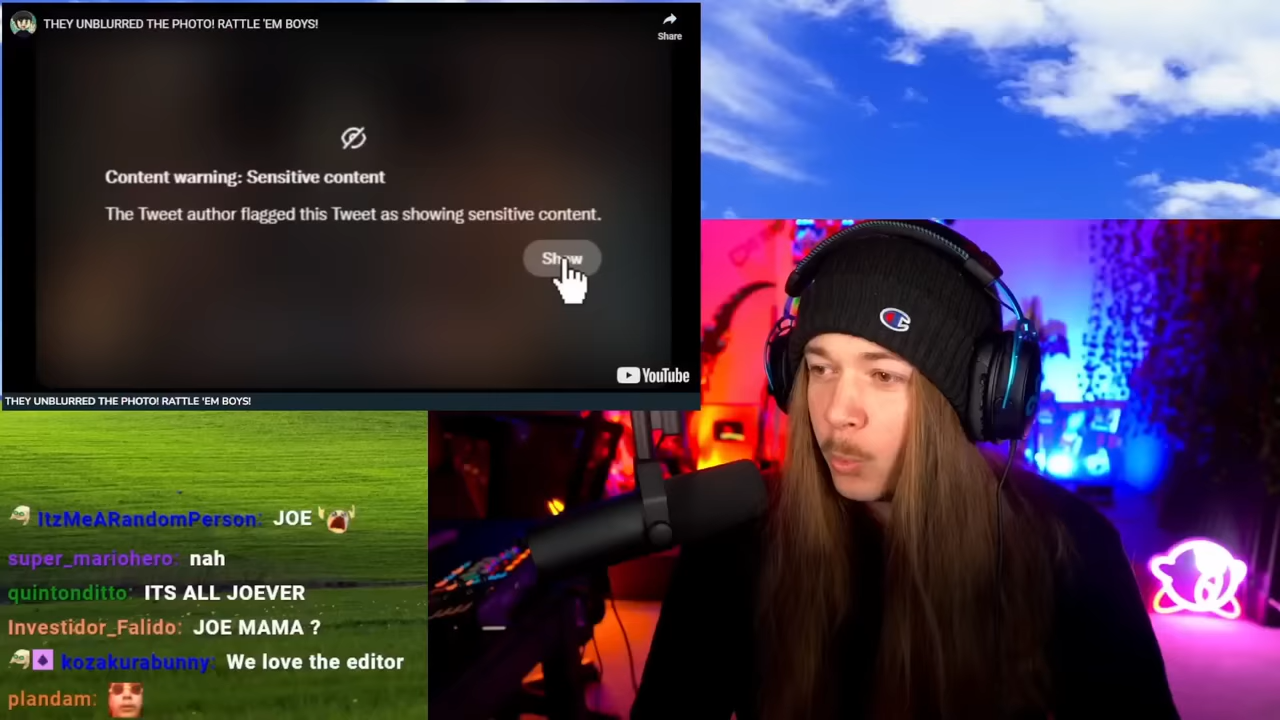 THEY UNBLURRED THE PHOTO! RATTLE 'EM BOYS!
Share
Content warning: Sensitive content
The Tweet author flagged this Tweet as showing sensitive content.
Show
YouTube
THEY UNBLURRED THE PHOTO! RATTLE 'EM BOYS!
ItzMeARandomPerson: JOE
super_mariohero: nah
quintonditto: ITS ALL JOEVER
Investidor_Falido: JOE MAMA ?
kozakurabunny: We love the editor
plandam: